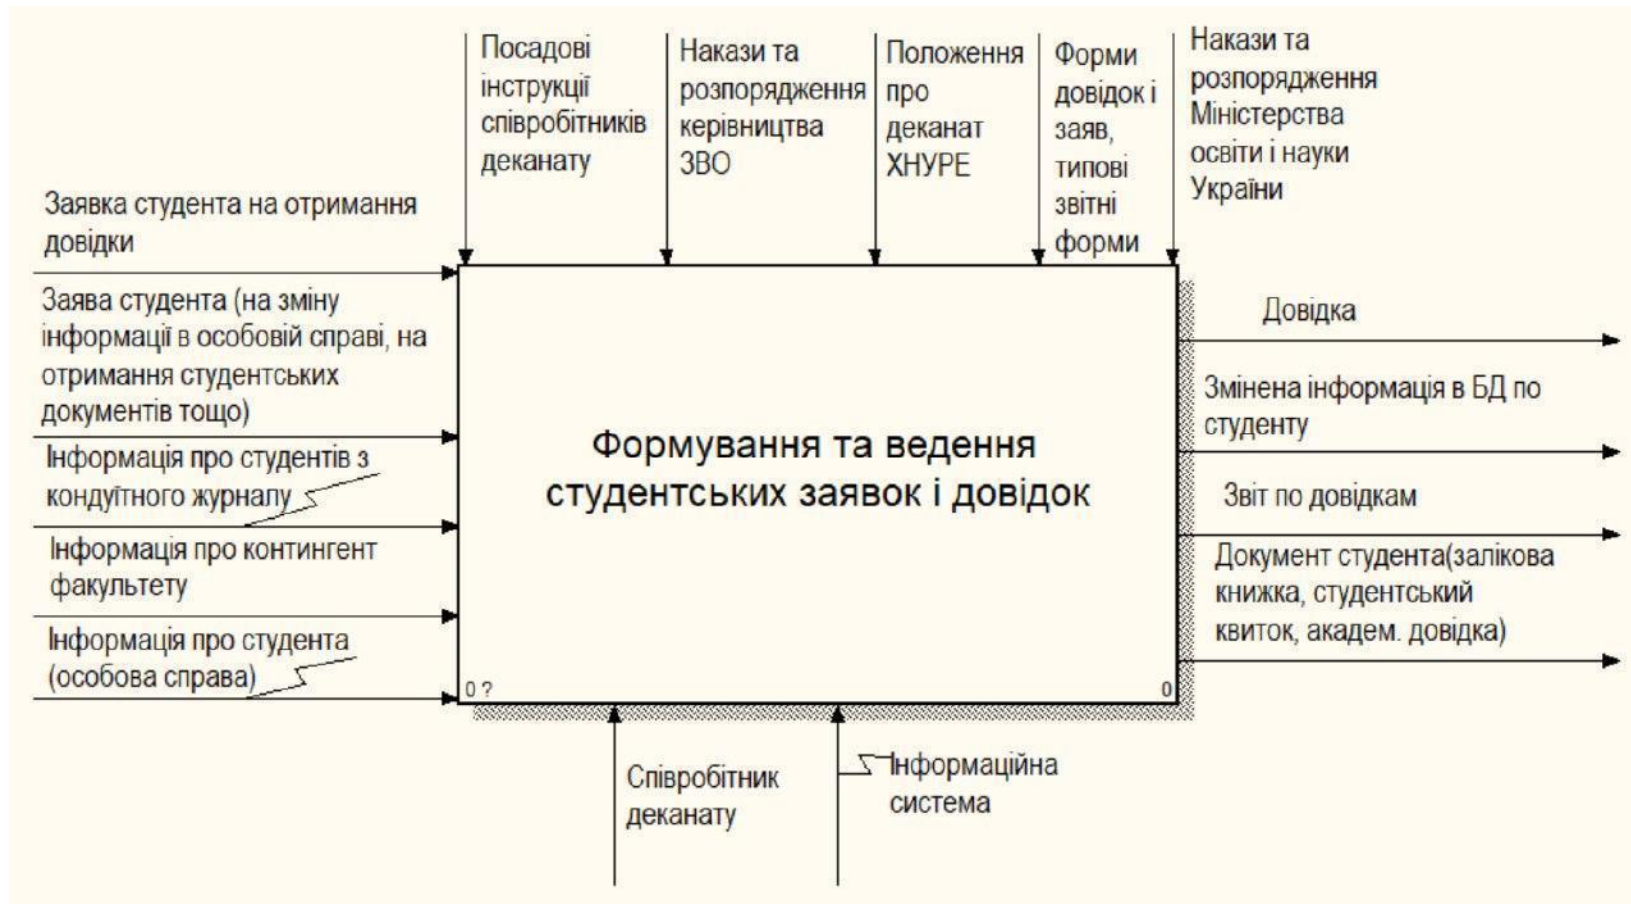 Посадові
інструкції
співробітників
деканату
Накази та
розпорядження
керівництва
ЗВО
Положення
про
деканат
ХНУРЕ
Форми
довідок і
заяв,
типові
звітні
форми
Накази та
розпорядження
Міністерства
освіти і науки
України
Заявка студента на отримання
довідки
Заява студента (на зміну
інформації в особовій справі, на
отримання студентських
документів тощо)
Інформація про студентів з
кондуїтного журналу
Інформація про контингент
факультету
Інформація про студента
(особова справа)
Формування та ведення
студентських заявок і довідок
0 ?
0
Довідка
Змінена інформація в БД по
студенту
Звіт по довідкам
Документ студента(залікова
книжка, студентський
квиток, академ. довідка)
Співробітник
деканату
Інформаційна
система